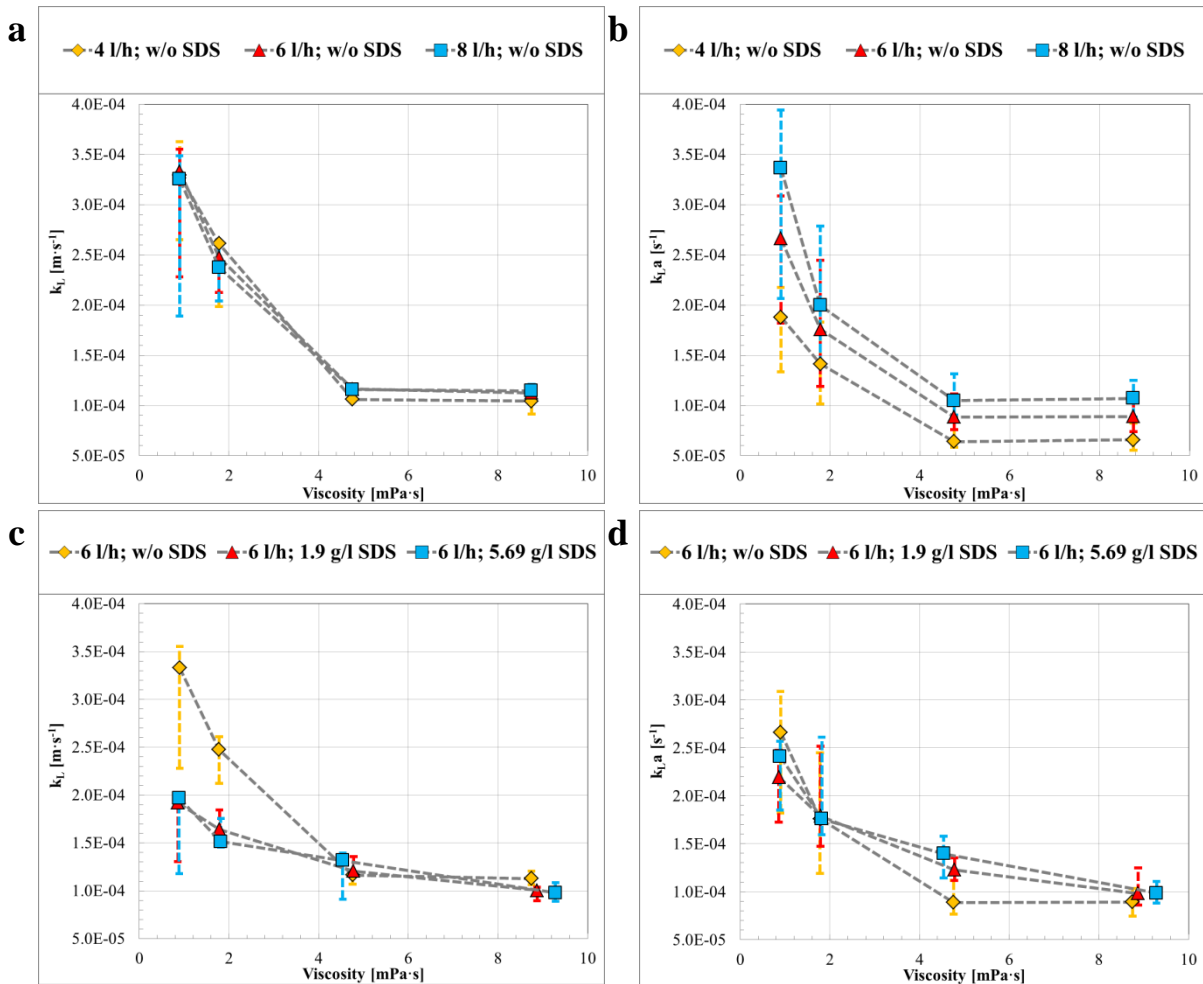 a
4 l/h; w/o SDS 6 l/h; w/o SDS 8 l/h; w/o SDS
4.0E-04
3.5E-04
3.0E-04
2.5E-04
2.0E-04
1.5E-04
1.0E-04
5.0E-05
kL [m·s-1]
0 2 4 6 8 10
Viscosity [mPa·s]
b
4 l/h; w/o SDS 6 l/h; w/o SDS 8 l/h; w/o SDS
4.0E-04
3.5E-04
3.0E-04
2.5E-04
2.0E-04
1.5E-04
1.0E-04
5.0E-05
kLa [s-1]
0 2 4 6 8 10
Viscosity [mPa·s]
c
6 l/h; w/o SDS 6 l/h; 1.9 g/l SDS 6 l/h; 5.69 g/l SDS
4.0E-04
3.5E-04
3.0E-04
2.5E-04
2.0E-04
1.5E-04
1.0E-04
5.0E-05
kL [m·s-1]
0 2 4 6 8 10
Viscosity [mPa·s]
d
6 l/h; w/o SDS 6 l/h; 1.9 g/l SDS 6 l/h; 5.69 g/l SDS
4.0E-04
3.5E-04
3.0E-04
2.5E-04
2.0E-04
1.5E-04
1.0E-04
5.0E-05
kLa [s-1]
0 2 4 6 8 10
Viscosity [mPa·s]